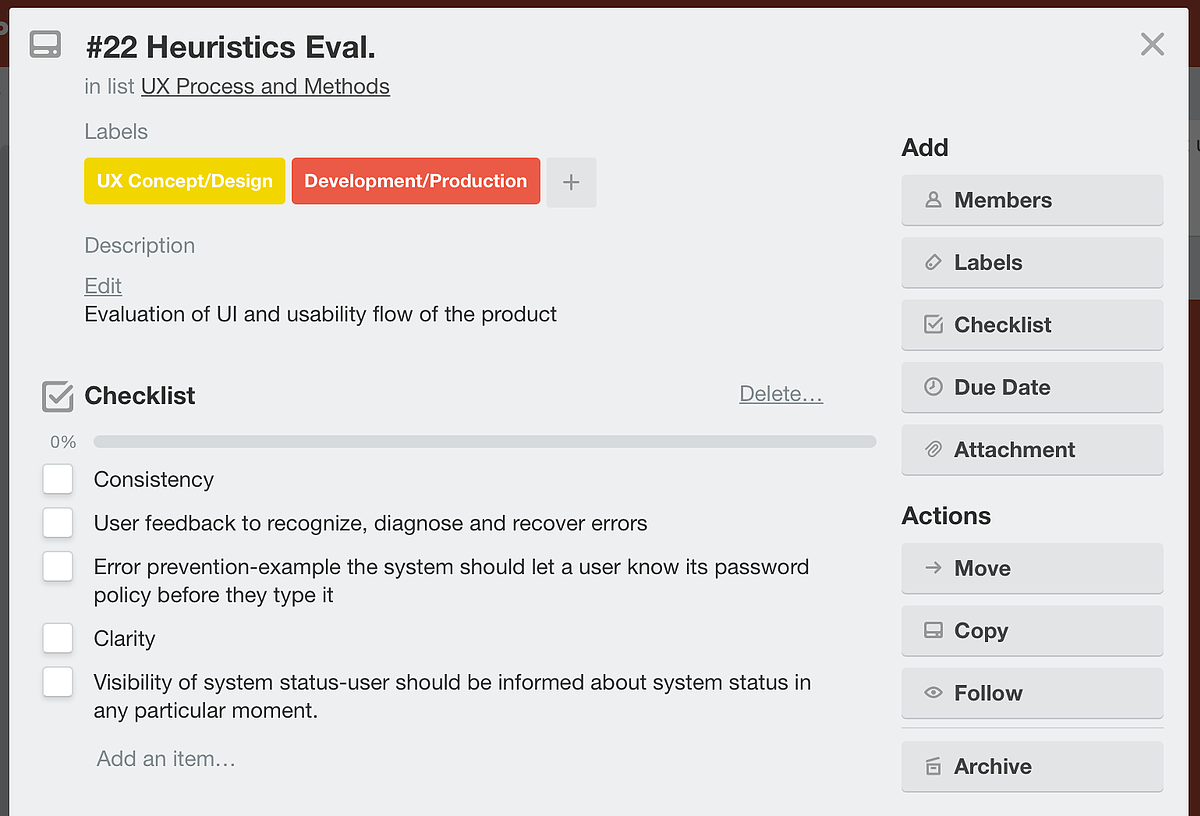 #22 Heuristics Eval.
in list UX Process and Methods
Labels
UX Concept/Design Development/Production +
Description
Edit
Evaluation of UI and usability flow of the product
Checklist Delete…
0%
Consistency
User feedback to recognize, diagnose and recover errors
Error prevention-example the system should let a user know its password
policy before they type it
Clarity
Visibility of system status-user should be informed about system status in
any particular moment.
Add an item…
Add
Members
Labels
Checklist
Due Date
Attachment
Actions
Move
Copy
Follow
Archive